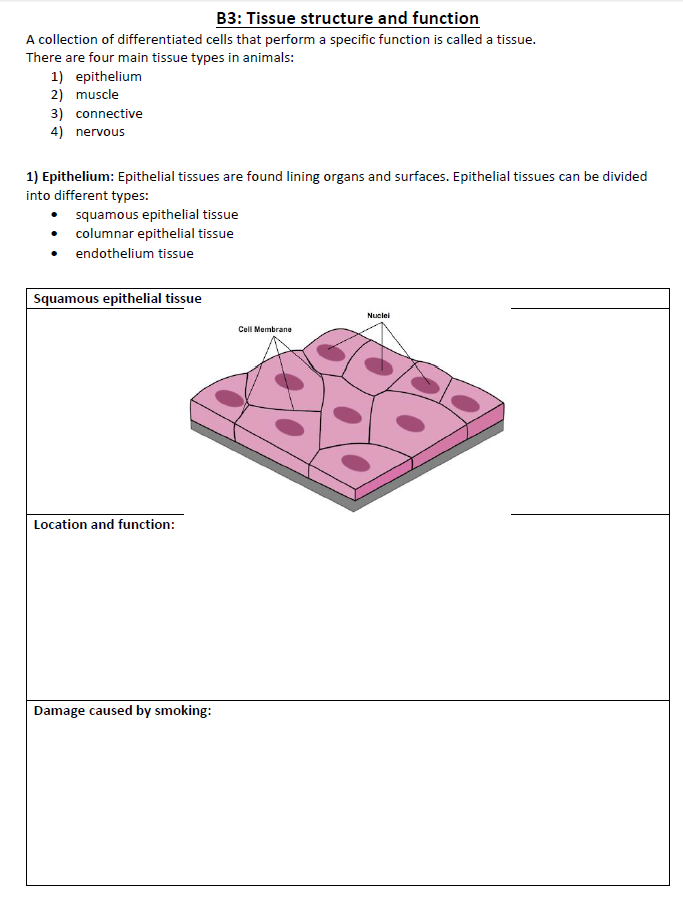 B3: Tissue structure and function
A collection of differentiated cells that perform a specific function is called a tissue.
There are four main tissue types in animals:
1) epithelium
2) muscle
3) connective
4) nervous
1) Epithelium: Epithelial tissues are found lining organs and surfaces. Epithelial tissues can be divided
into different types:
• squamous epithelial tissue
• columnar epithelial tissue
• endothelium tissue
Squamous epithelial tissue
Nuclei
Cell Membrane
Location and function:
Damage caused by smoking: